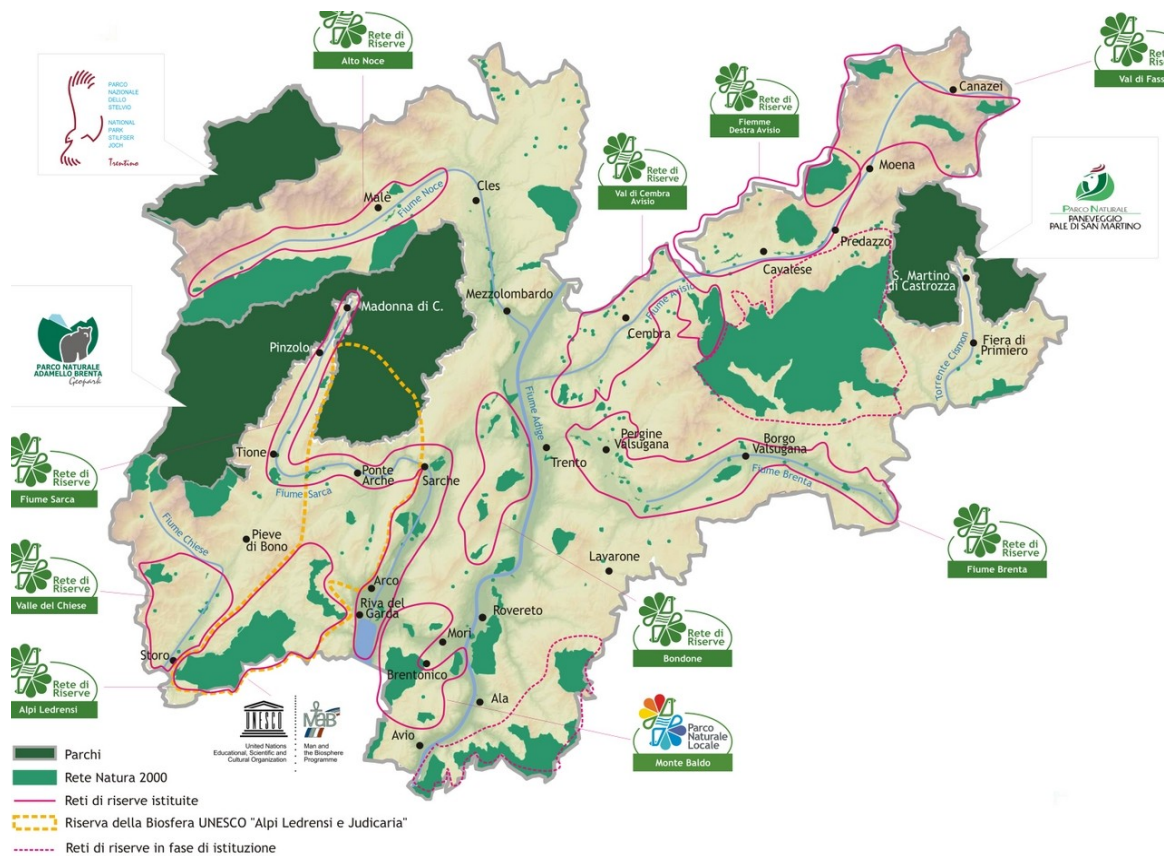 Rete di
Riserve
Alto Noce
PARCO
NAZIONALE
DELLO
STELVIO
NATIONAL
PARK
STILFSER
JOCH
Trentino
Rete di
Riserve
Fiemme
Destra Avisio
Val di Fass
Canazei
Rete di
Riserve
Val di Cembra
Avisio
Moena
PARCO NATURALE
PANEVEGGIO
PALE DI SAN MARTINO
Malè
Fiume Noce
Cles
Predazzo
Cavalése
S. Martino
di Castrozza
Mezzolombardo
Fiume Avisio
Madonna di C.
Cembra
Pinzolo
Fiera di
Primiero
Torrente Cismon
PARCO NATURALE
ADAMELLO BRENTA
Geopark
Fiume Adige
Pergine
Valsugana
Borgo
Valsugana
Trento
Fiume Brenta
Tione
Ponte
Arche
Sarche
Fiume Sarca
Rete di
Riserve
Fiume Sarca
Fiume Chiese
Pieve
di Bono
Lavarone
Rete di
Riserve
Fiume Brenta
Rete di
Riserve
Valle del Chiese
Arco
Riva del
Garda
Rovereto
Mori
Rete di
Riserve
Bondone
Storo
Brentonico
Rete di
Riserve
Alpi Ledrensi
Ala
Avio
UNESCO
MAB
United Nations
Educational, Scientific and
Cultural Organization
Man and
the Biosphere
Programme
Parco
Naturale
Locale
Monte Baldo
Parchi
Rete Natura 2000
Reti di riserve istituite
Riserva della Biosfera UNESCO "Alpi Ledrensi e Judicaria"
Reti di riserve in fase di istituzione